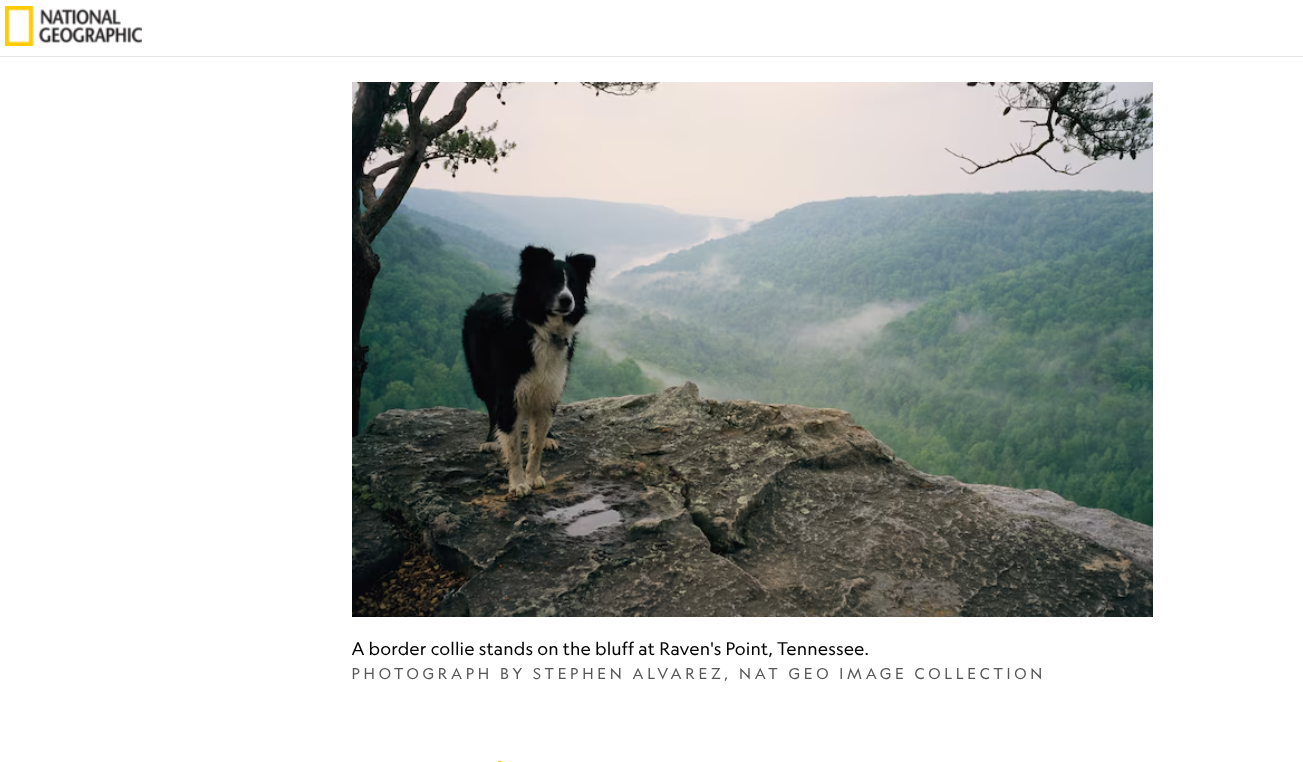 NATIONAL
GEOGRAPHIC
A border collie stands on the bluff at Raven's Point, Tennessee.
PHOTOGRAPH BY STEPHEN ALVAREZ, NAT GEO IMAGE COLLECTION